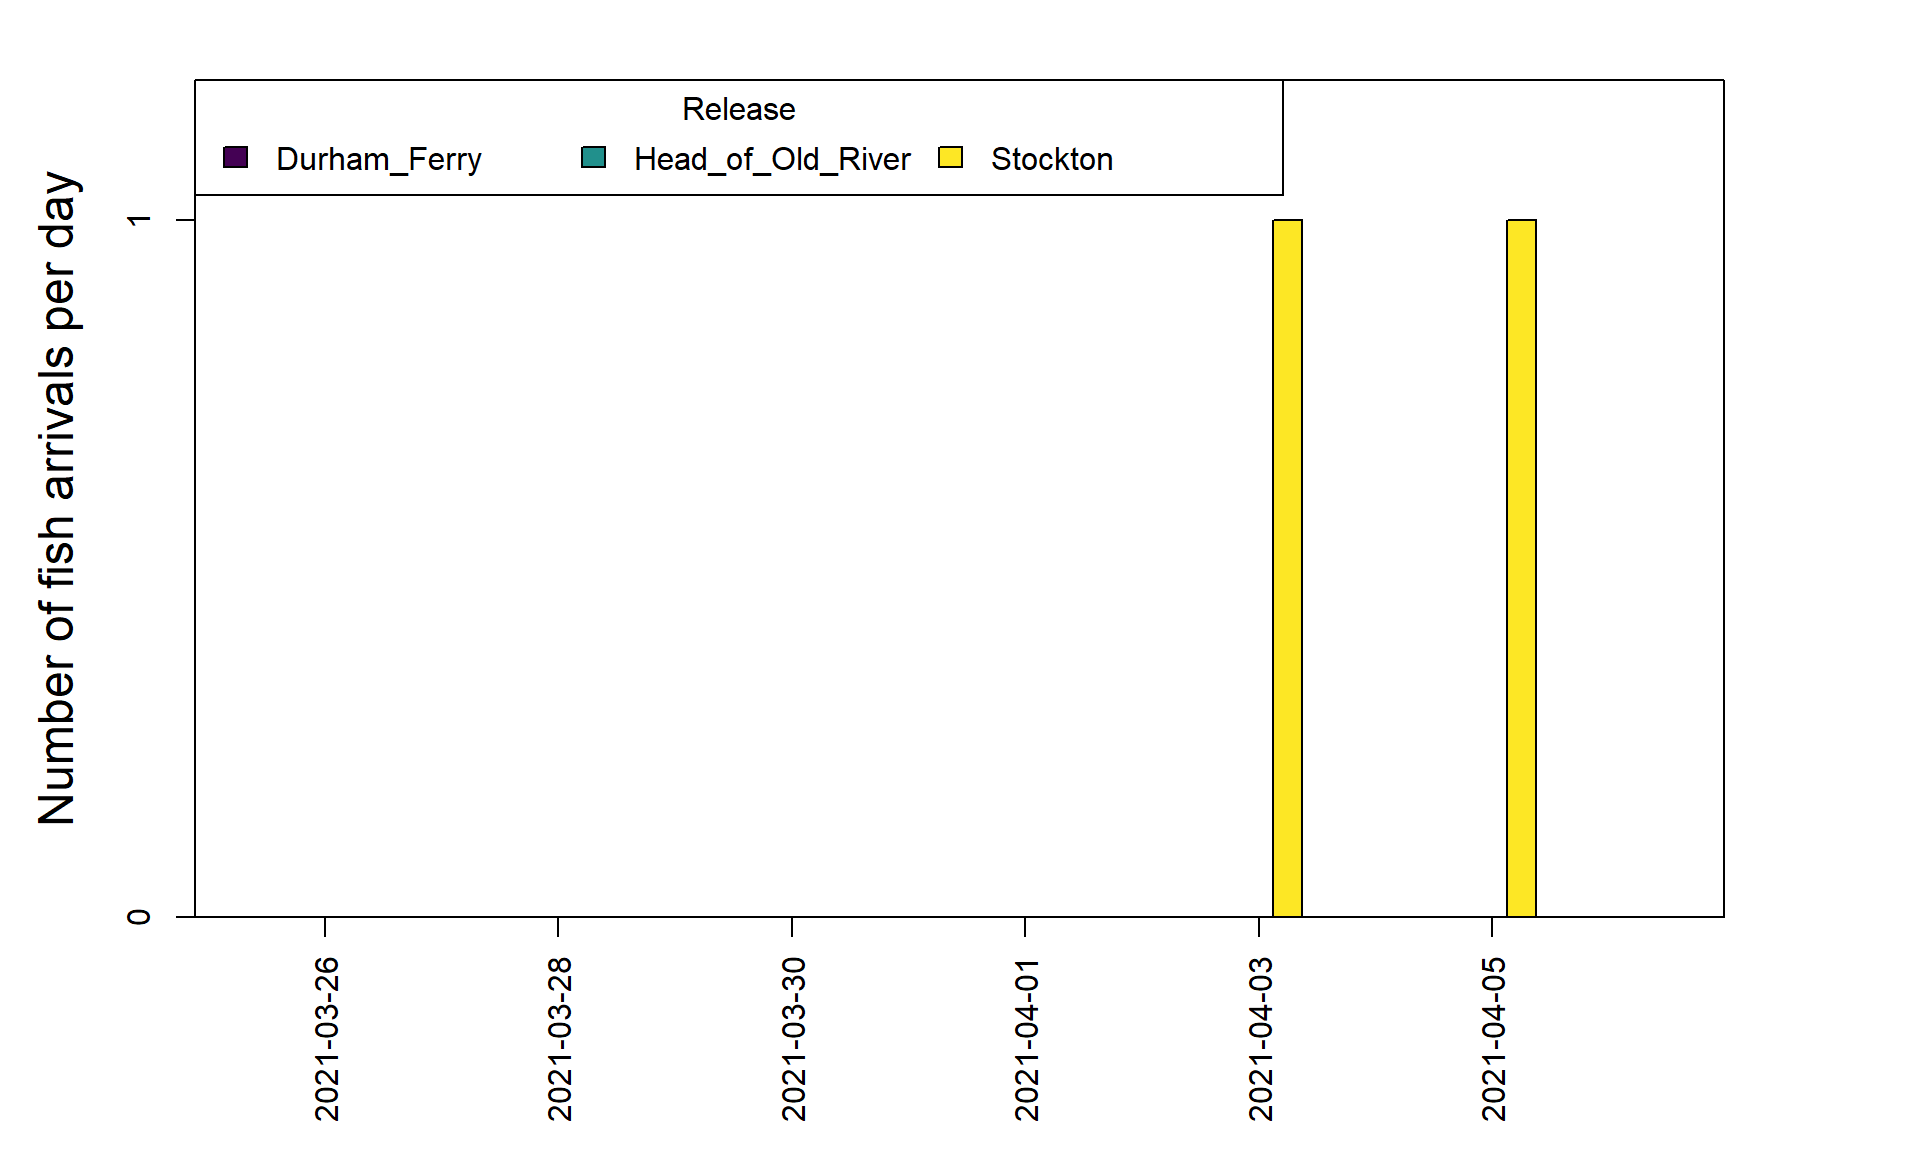 Release
Durham_Ferry Head_of_Old_River Stockton
Number of fish arrivals per day
1
0
2021-03-26
2021-03-28
2021-03-30
2021-04-01
2021-04-03
2021-04-05